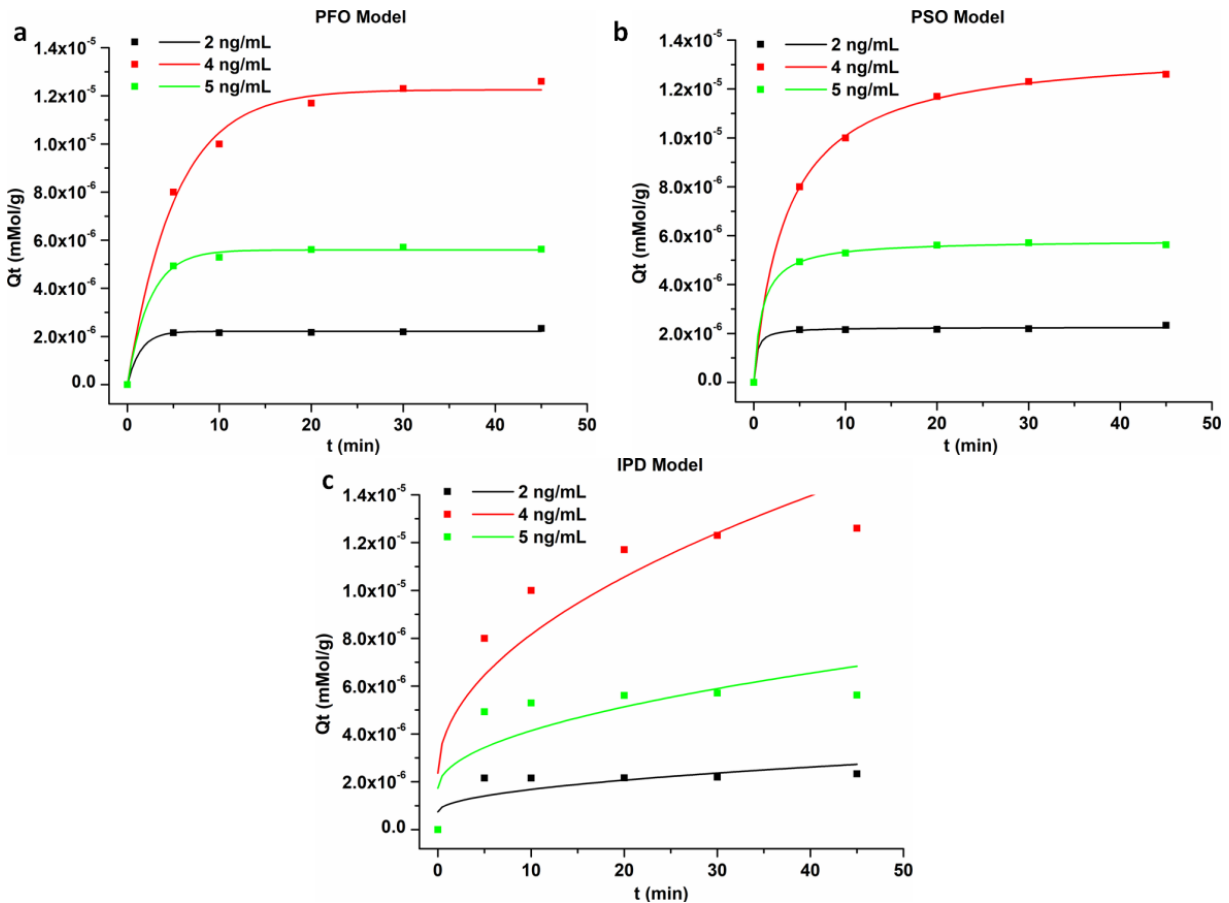 a
PFO Model
2 ng/mL
4 ng/mL
5 ng/mL
1.4x10⁻⁵
1.2x10⁻⁵
1.0x10⁻⁵
8.0x10⁻⁶
6.0x10⁻⁶
4.0x10⁻⁶
2.0x10⁻⁶
0.0
Qt (mMol/g)
0 10 20 30 40 50
t (min)
b
PSO Model
2 ng/mL
4 ng/mL
5 ng/mL
1.4x10⁻⁵
1.2x10⁻⁵
1.0x10⁻⁵
8.0x10⁻⁶
6.0x10⁻⁶
4.0x10⁻⁶
2.0x10⁻⁶
0.0
Qt (mMol/g)
0 10 20 30 40 50
t (min)
c
IPD Model
2 ng/mL
4 ng/mL
5 ng/mL
1.4x10⁻⁵
1.2x10⁻⁵
1.0x10⁻⁵
8.0x10⁻⁶
6.0x10⁻⁶
4.0x10⁻⁶
2.0x10⁻⁶
0.0
Qt (mMol/g)
0 10 20 30 40 50
t (min)